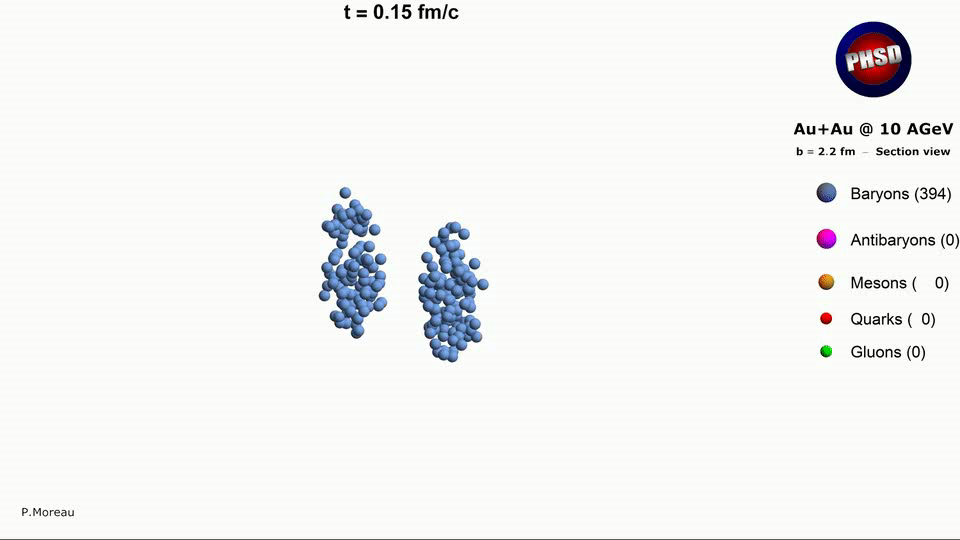 t = 0.15 fm/c
PHSD
Au+Au @ 10 AGeV
b = 2.2 fm – Section view
Baryons (394)
Antibaryons (0)
Mesons (    0)
Quarks (  0)
Gluons (0)
P.Moreau